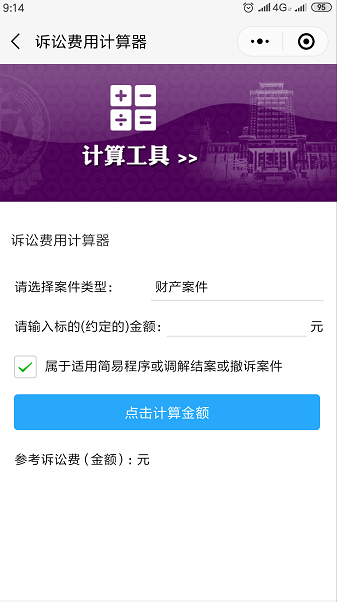 9:14
4G
95
诉讼费用计算器
计算工具 >>
诉讼费用计算器
请选择案件类型： 财产案件
请输入标的(约定的)金额： 元
属于适用简易程序或调解结案或撤诉案件
点击计算金额
参考诉讼费（金额）: 元